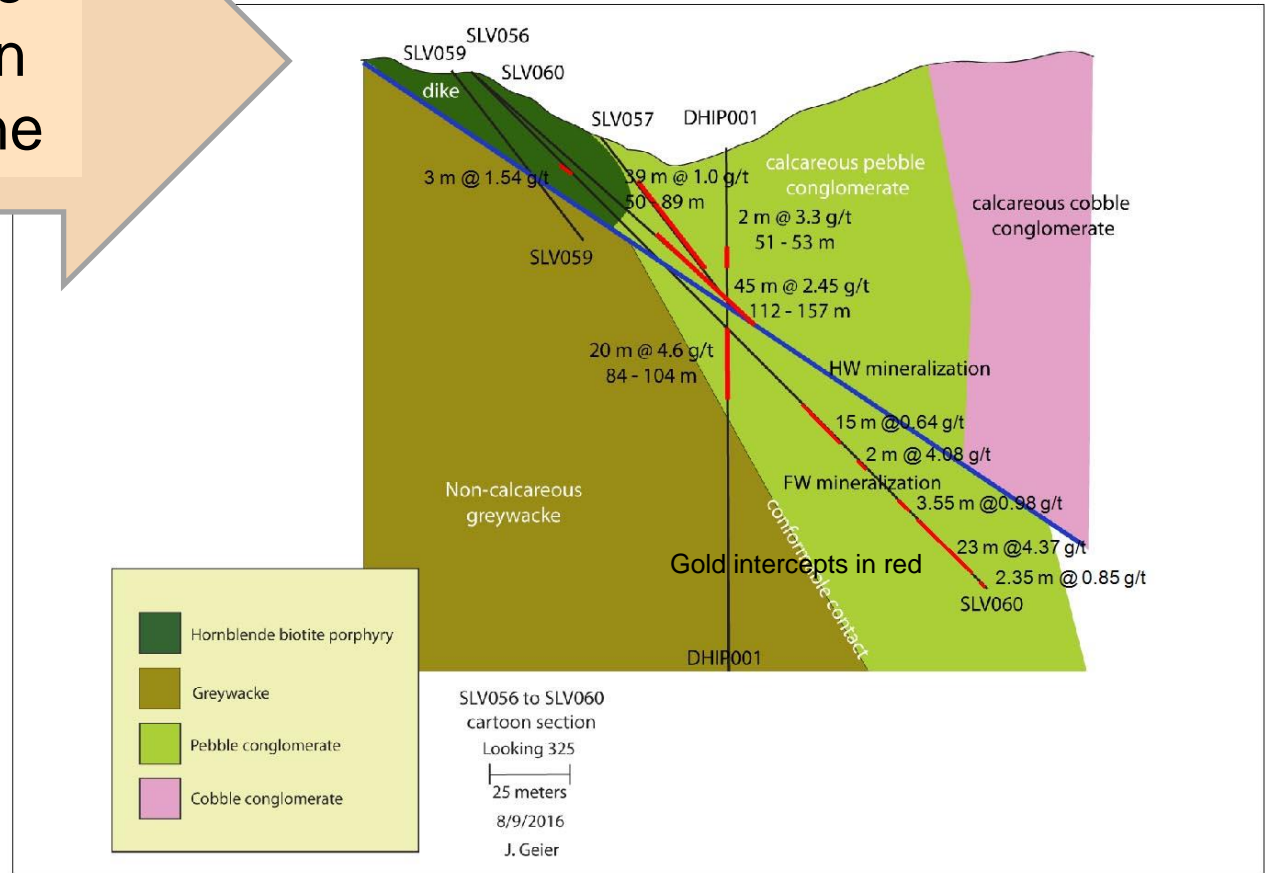 n
ne
SLV056
SLV059
SLV060
dike
SLV057
DHIP001
3 m @ 1.54 g/t
39 m @ 1.0 g/t
50 - 89 m
calcareous pebble
conglomerate
calcareous cobble
conglomerate
2 m @ 3.3 g/t
51 - 53 m
SLV059
45 m @ 2.45 g/t
112 - 157 m
20 m @ 4.6 g/t
84 - 104 m
HW mineralization
15 m @0.64 g/t
2 m @ 4.08 g/t
FW mineralization
3.55 m @0.98 g/t
Non-calcareous
greywacke
conformable contact
23 m @4.37 g/t
Gold intercepts in red
2.35 m @ 0.85 g/t
SLV060
DHIP001
Hornblende biotite porphyry
Greywacke
Pebble conglomerate
Cobble conglomerate
SLV056 to SLV060
cartoon section
Looking 325
25 meters
8/9/2016
J. Geier